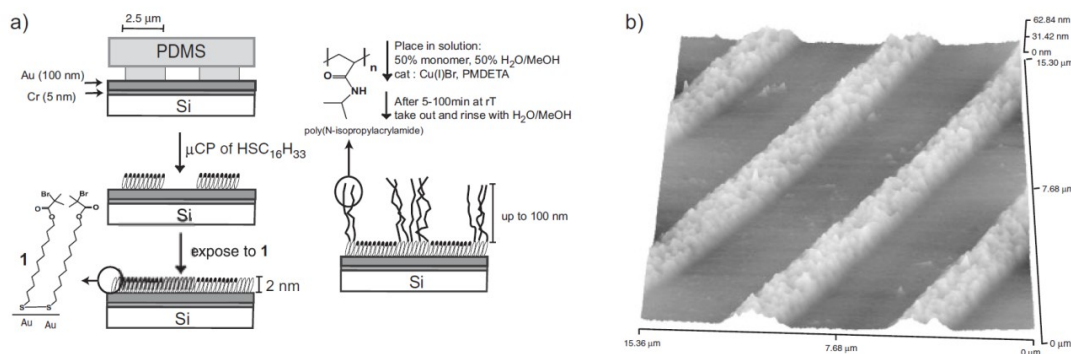 a)
2.5 μm
PDMS
Au (100 nm)
Cr (5 nm)
Si
μCP of HSC16H33
Si
Br
Br
O
O
O
O
1
expose to 1
S
S
Au
Au
2 nm
Si
n
O
NH
poly(N-isopropylacrylamide)
Place in solution:
50% monomer, 50% H2O/MeOH
cat : Cu(I)Br, PMDETA
After 5-100min at rT
take out and rinse with H2O/MeOH
up to 100 nm
Si
b)
62.84 nm
31.42 nm
0 nm
15.30 μm
7.68 μm
0 μm
15.36 μm
7.68 μm
0 μm